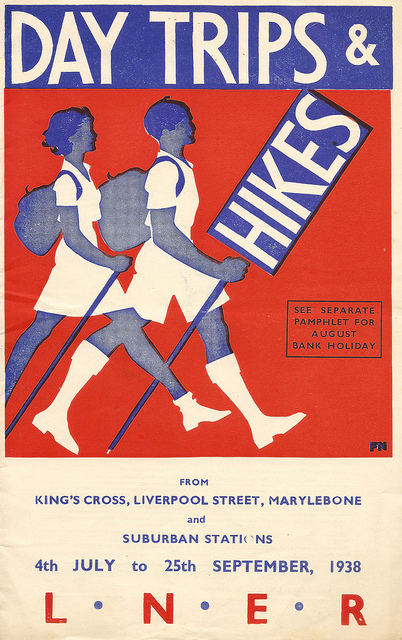 DAY TRIPS &
HIKES
SEE SEPARATE
PAMPHLET FOR
AUGUST
BANK HOLIDAY
FN
FROM
KING'S CROSS, LIVERPOOL STREET, MARYLEBONE
and
SUBURBAN STATIONS
4th JULY to 25th SEPTEMBER, 1938
L • N • E • R